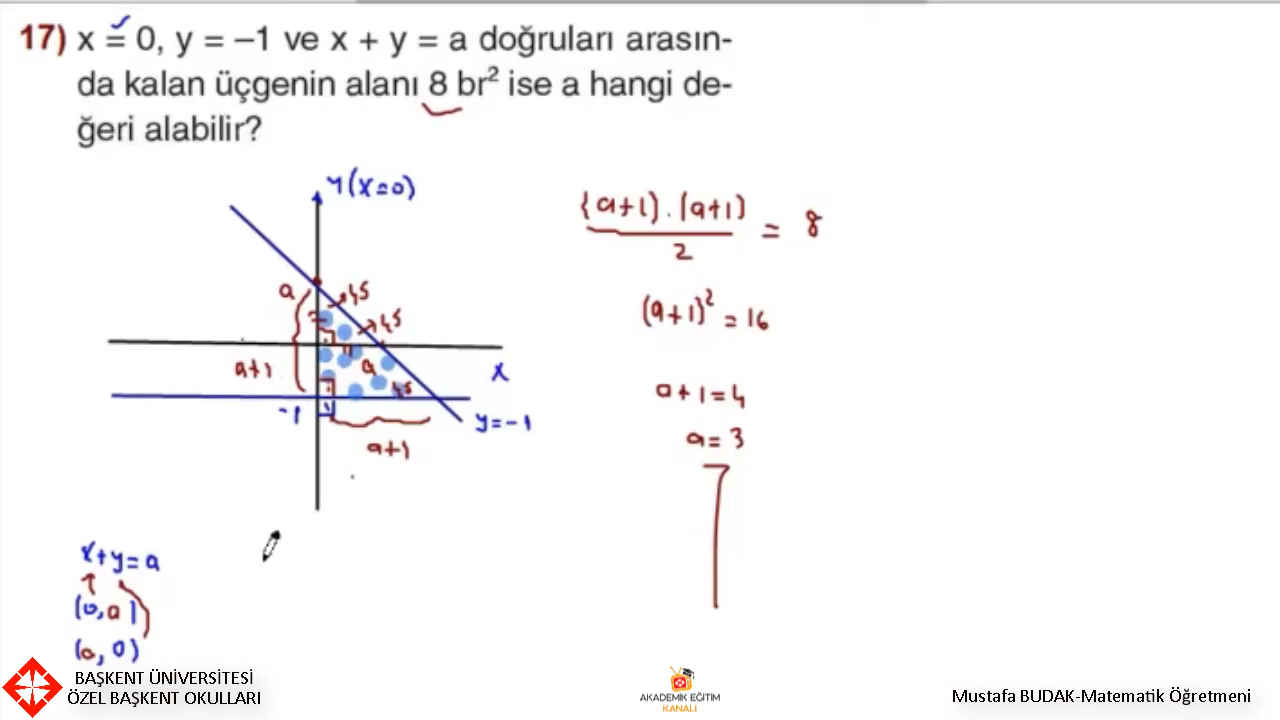 17) x = 0, y = –1 ve x + y = a doğruları arasın-
da kalan üçgenin alanı 8 br² ise a hangi de-
ğeri alabilir?
y (x=0)
{a+1) . (a+1)
2
= 8
a
45
45
(a+1)² = 16
a+1
a
x
45
a+1 = 4
-1
y=-1
a+1
a = 3
x+y=a
(0,a)
(a,0)
BAŞKENT ÜNİVERSİTESİ
ÖZEL BAŞKENT OKULLARI
AKADEMİK EĞİTİM
KANALI
Mustafa BUDAK-Matematik Öğretmeni